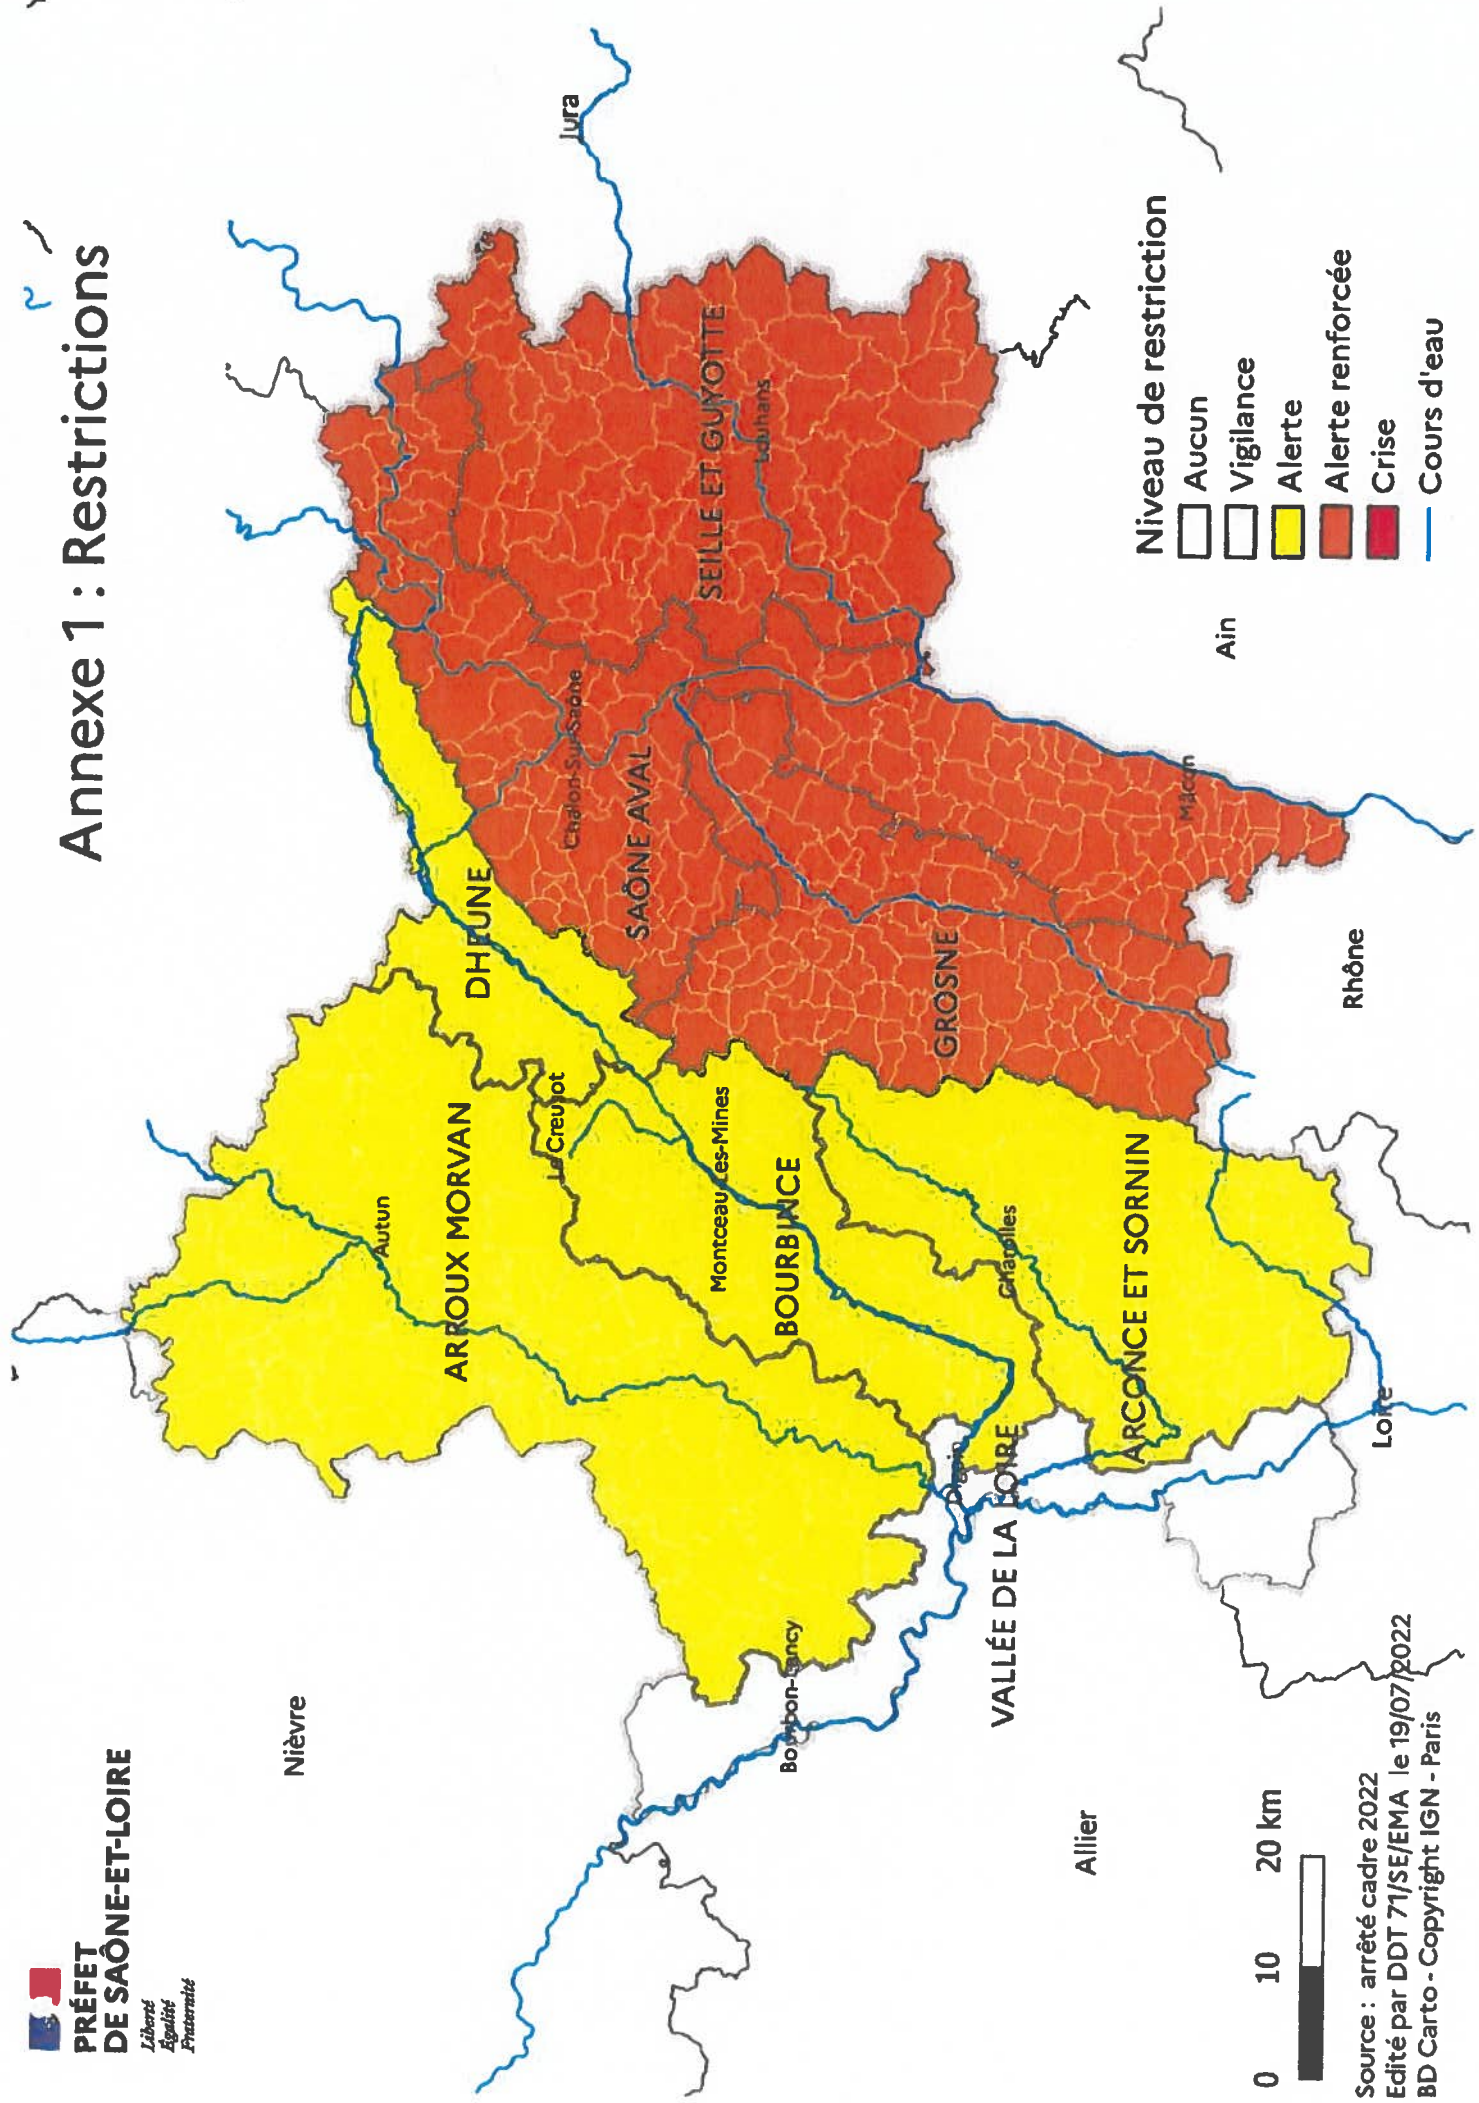 PRÉFET
DE SAÔNE-ET-LOIRE
Liberté
Égalité
Fraternité
Annexe 1 : Restrictions
Nièvre
Autun
ARROUX MORVAN
DHEUNE
Le Creusot
Jura
Chalon-Sur-Saône
SAÔNE AVAL
Montceau-Les-Mines
SEILLE ET GUYOTTE
Louhans
Bourbon-Lancy
BOURBINCE
GROSNE
Digoin
Charolles
VALLÉE DE LA LOIRE
Allier
ARCONCE ET SORNIN
Mâcon
Ain
Rhône
Loire
Niveau de restriction
Aucun
Vigilance
Alerte
Alerte renforcée
Crise
Cours d'eau
0 10 20 km
Source : arrêté cadre 2022
Edité par DDT 71/SE/EMA le 19/07/2022
BD Carto - Copyright IGN - Paris